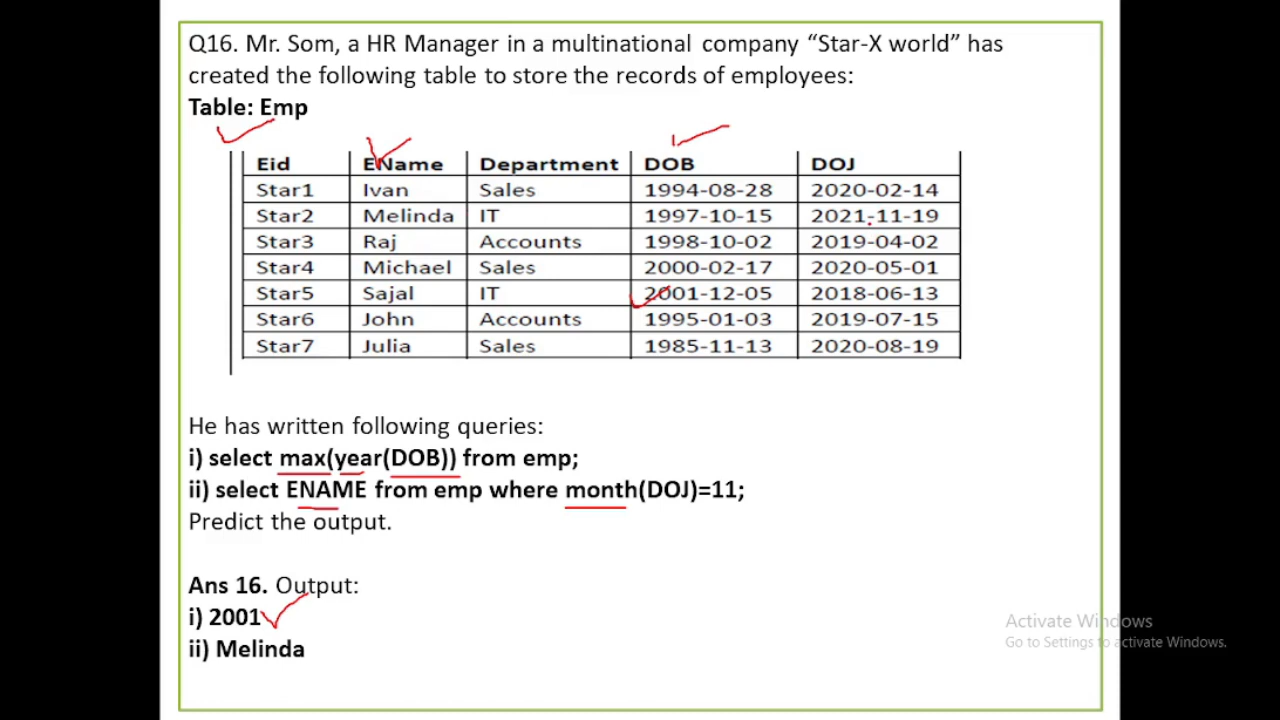 Q16. Mr. Som, a HR Manager in a multinational company “Star-X world” has
created the following table to store the records of employees:
Table: Emp
Eid EName Department DOB DOJ
Star1 Ivan Sales 1994-08-28 2020-02-14
Star2 Melinda IT 1997-10-15 2021-11-19
Star3 Raj Accounts 1998-10-02 2019-04-02
Star4 Michael Sales 2000-02-17 2020-05-01
Star5 Sajal IT 2001-12-05 2018-06-13
Star6 John Accounts 1995-01-03 2019-07-15
Star7 Julia Sales 1985-11-13 2020-08-19
He has written following queries:
i) select max(year(DOB)) from emp;
ii) select ENAME from emp where month(DOJ)=11;
Predict the output.
Ans 16. Output:
i) 2001
ii) Melinda
Activate Windows
Go to Settings to activate Windows.